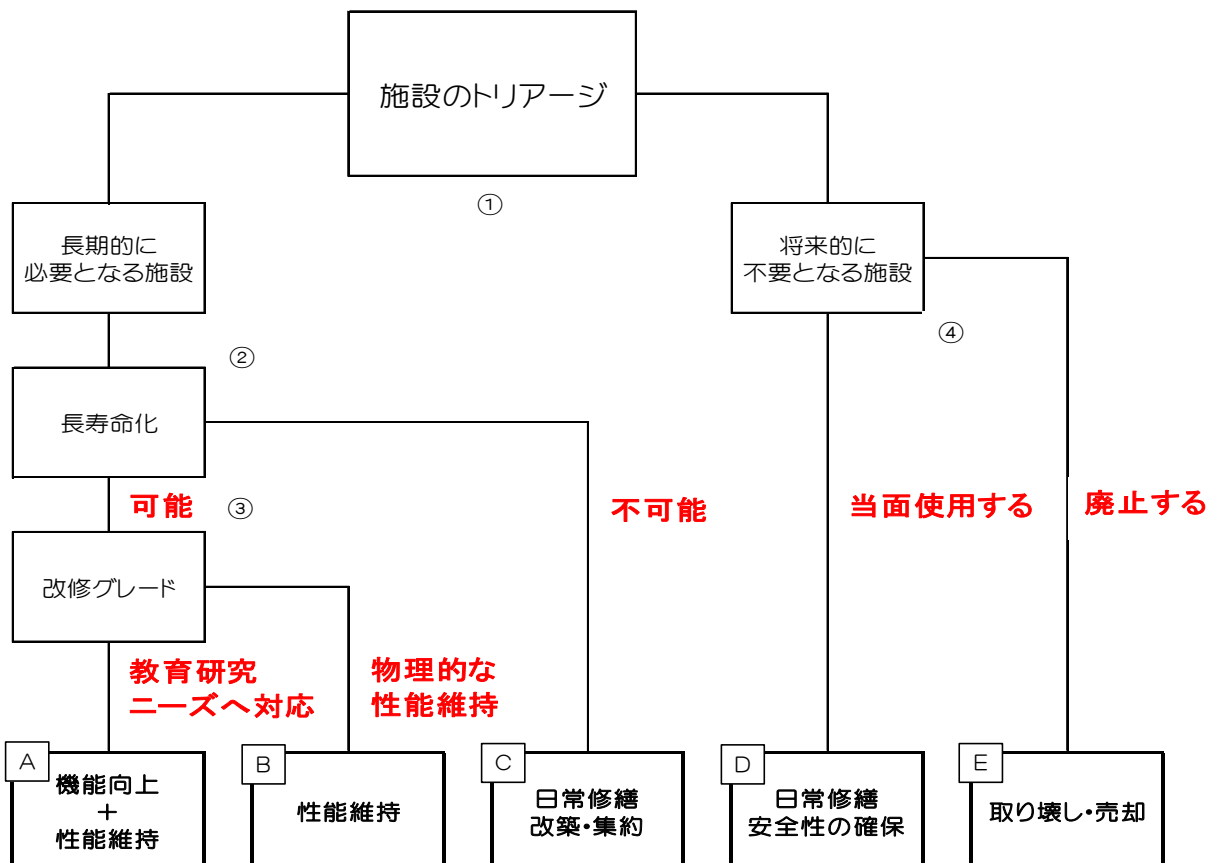 施設のトリアージ
①
長期的に
必要となる施設
将来的に
不要となる施設
④
②
長寿命化
可能
③
不可能
当面使用する
廃止する
改修グレード
教育研究
ニーズへ対応
物理的な
性能維持
A
機能向上
+
性能維持
B
性能維持
C
日常修繕
改築・集約
D
日常修繕
安全性の確保
E
取り壊し・売却